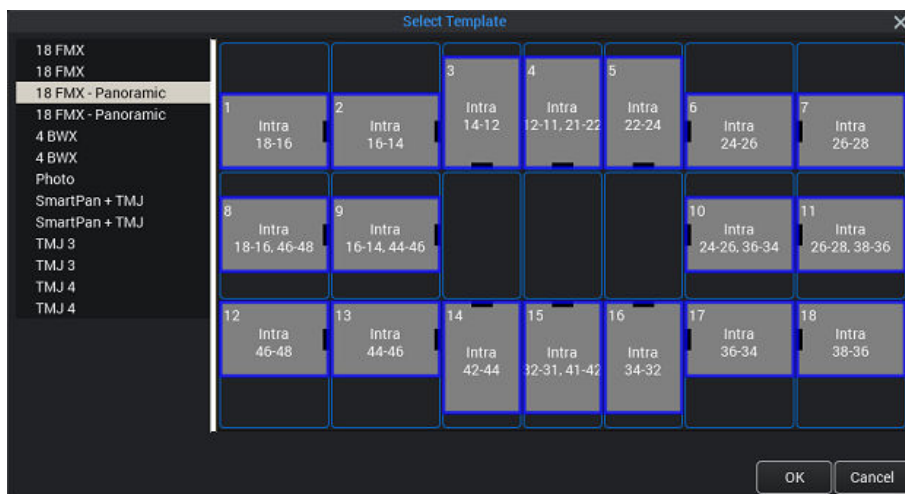 Select Template
18 FMX
18 FMX
18 FMX - Panoramic
18 FMX - Panoramic
4 BWX
4 BWX
Photo
SmartPan + TMJ
SmartPan + TMJ
TMJ 3
TMJ 3
TMJ 4
TMJ 4
1
Intra
18-16
2
Intra
16-14
3
Intra
14-12
4
Intra
12-11, 21-22
5
Intra
22-24
6
Intra
24-26
7
Intra
26-28
8
Intra
18-16, 46-48
9
Intra
16-14, 44-46
10
Intra
24-26, 36-34
11
Intra
26-28, 38-36
12
Intra
46-48
13
Intra
44-46
14
Intra
42-44
15
Intra
32-31, 41-42
16
Intra
34-32
17
Intra
36-34
18
Intra
38-36
OK
Cancel